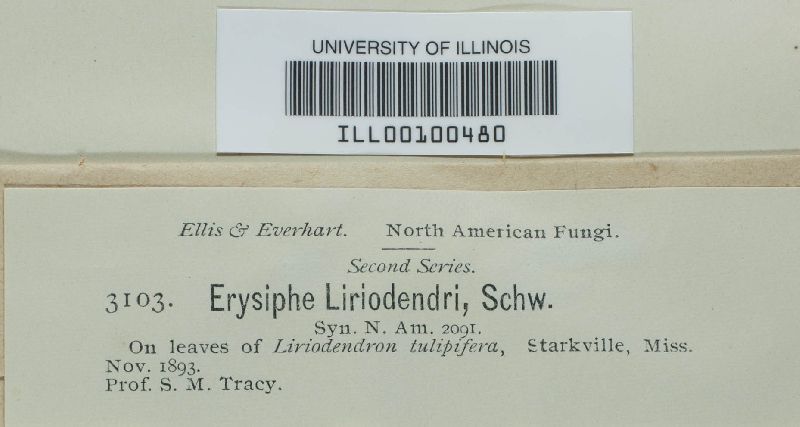 UNIVERSITY OF ILLINOIS
ILL00100480
Ellis & Everhart. North American Fungi.
Second Series.
3103. Erysiphe Liriodendri, Schw.
Syn. N. Am. 2091.
On leaves of Liriodendron tulipifera, Starkville, Miss.
Nov. 1893.
Prof. S. M. Tracy.